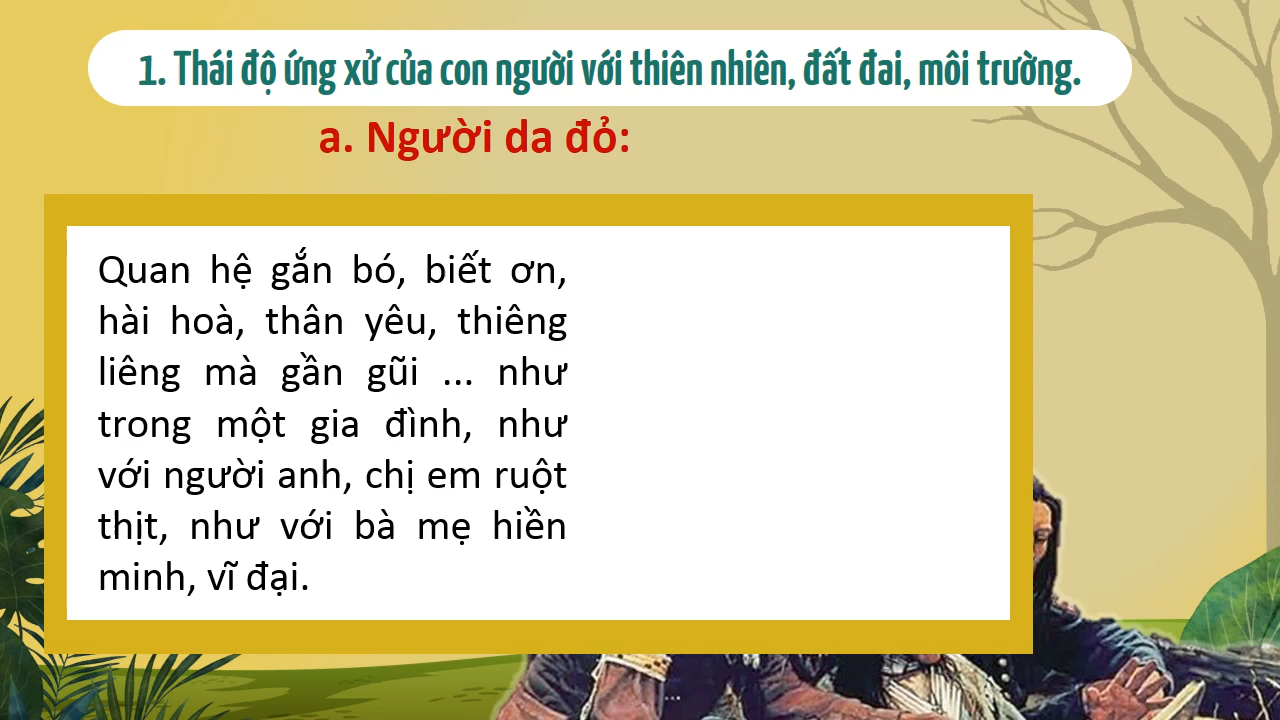 1. Thái độ ứng xử của con người với thiên nhiên, đất đai, môi trường.
a. Người da đỏ:
Quan hệ gắn bó, biết ơn,
hài hoà, thân yêu, thiêng
liêng mà gần gũi ... như
trong một gia đình, như
với người anh, chị em ruột
thịt, như với bà mẹ hiền
minh, vĩ đại.
...